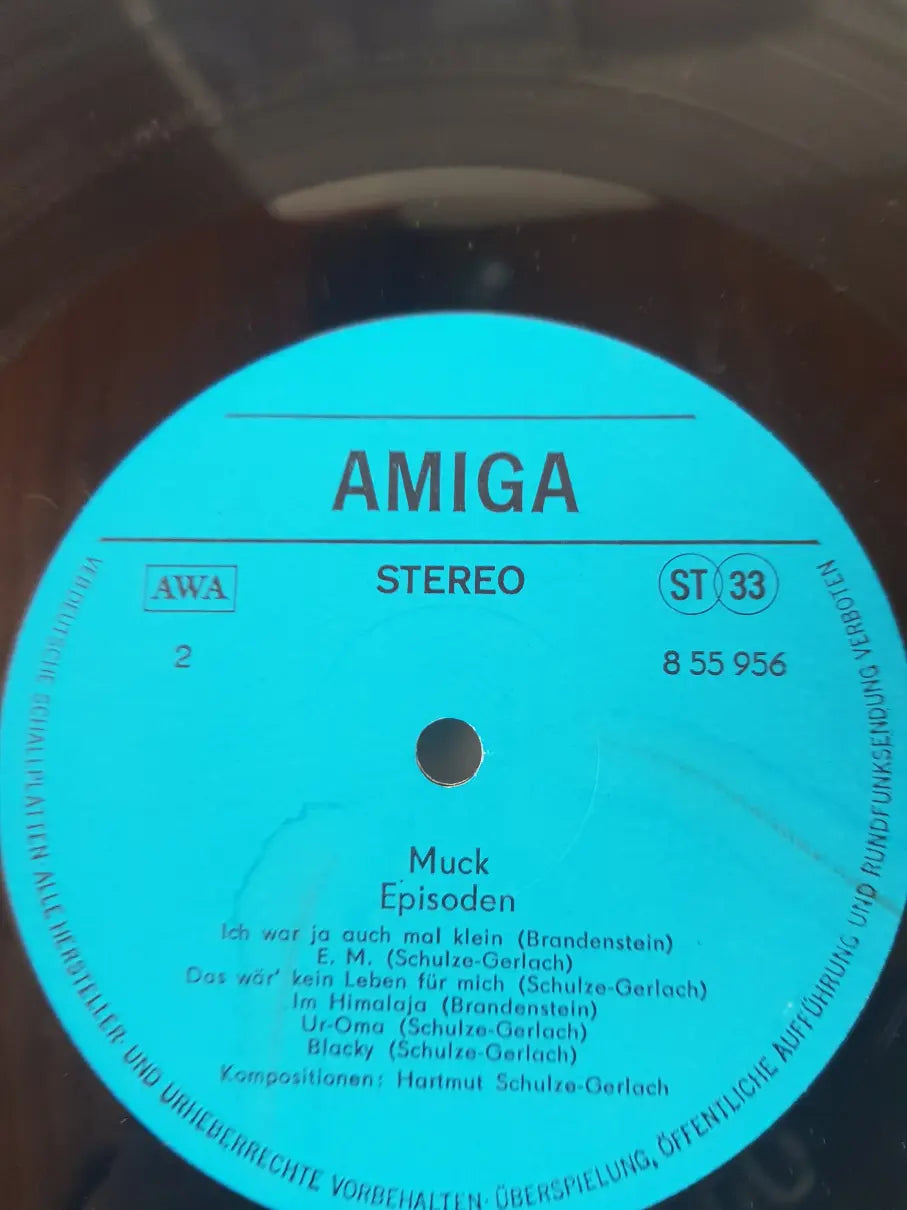 AMIGA
AWA
STEREO
ST 33
2
8 55 956
Muck
Episoden
Ich war ja auch mal klein (Brandenstein)
E. M. (Schulze-Gerlach)
Das wär' kein Leben für mich (Schulze-Gerlach)
Im Himalaja (Brandenstein)
Ur-Oma (Schulze-Gerlach)
Blacky (Schulze-Gerlach)
Kompositionen: Hartmut Schulze-Gerlach
VEB DEUTSCHE SCHALLPLATTEN · ALLE HERSTELLER- UND URHEBERRECHTE VORBEHALTEN · ÜBERSPIELUNG, ÖFFENTLICHE AUFFÜHRUNG UND RUNDFUNKSENDUNG VERBOTEN